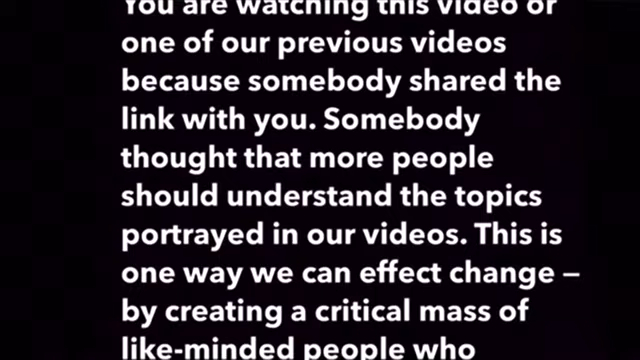 You are watching this video or
one of our previous videos
because somebody shared the
link with you. Somebody
thought that more people
should understand the topics
portrayed in our videos. This is
one way we can effect change –
by creating a critical mass of
like-minded people who